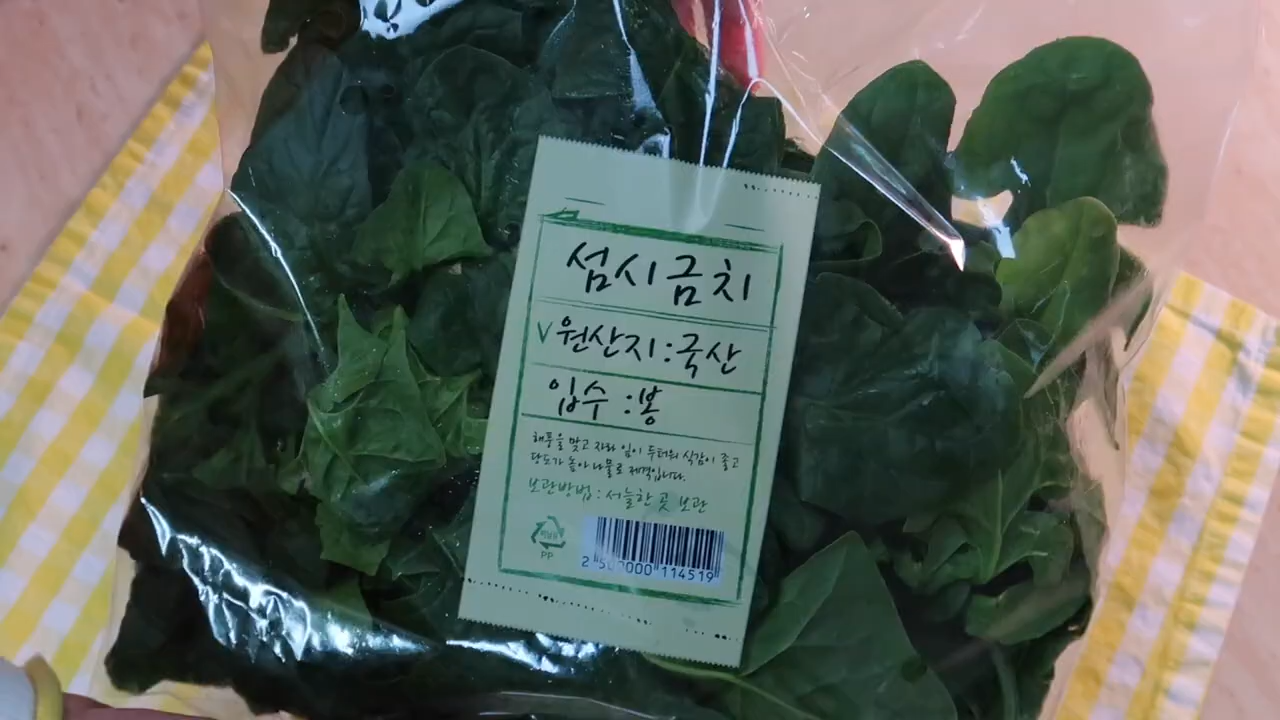 섬시금치
V원산지:국산
입수:봉
해풍을 맞고 자라 잎이 두터워 식감이 좋고
당도가 높아 나물로 제격입니다.
보관방법:서늘한 곳 보관
PP
000 114519